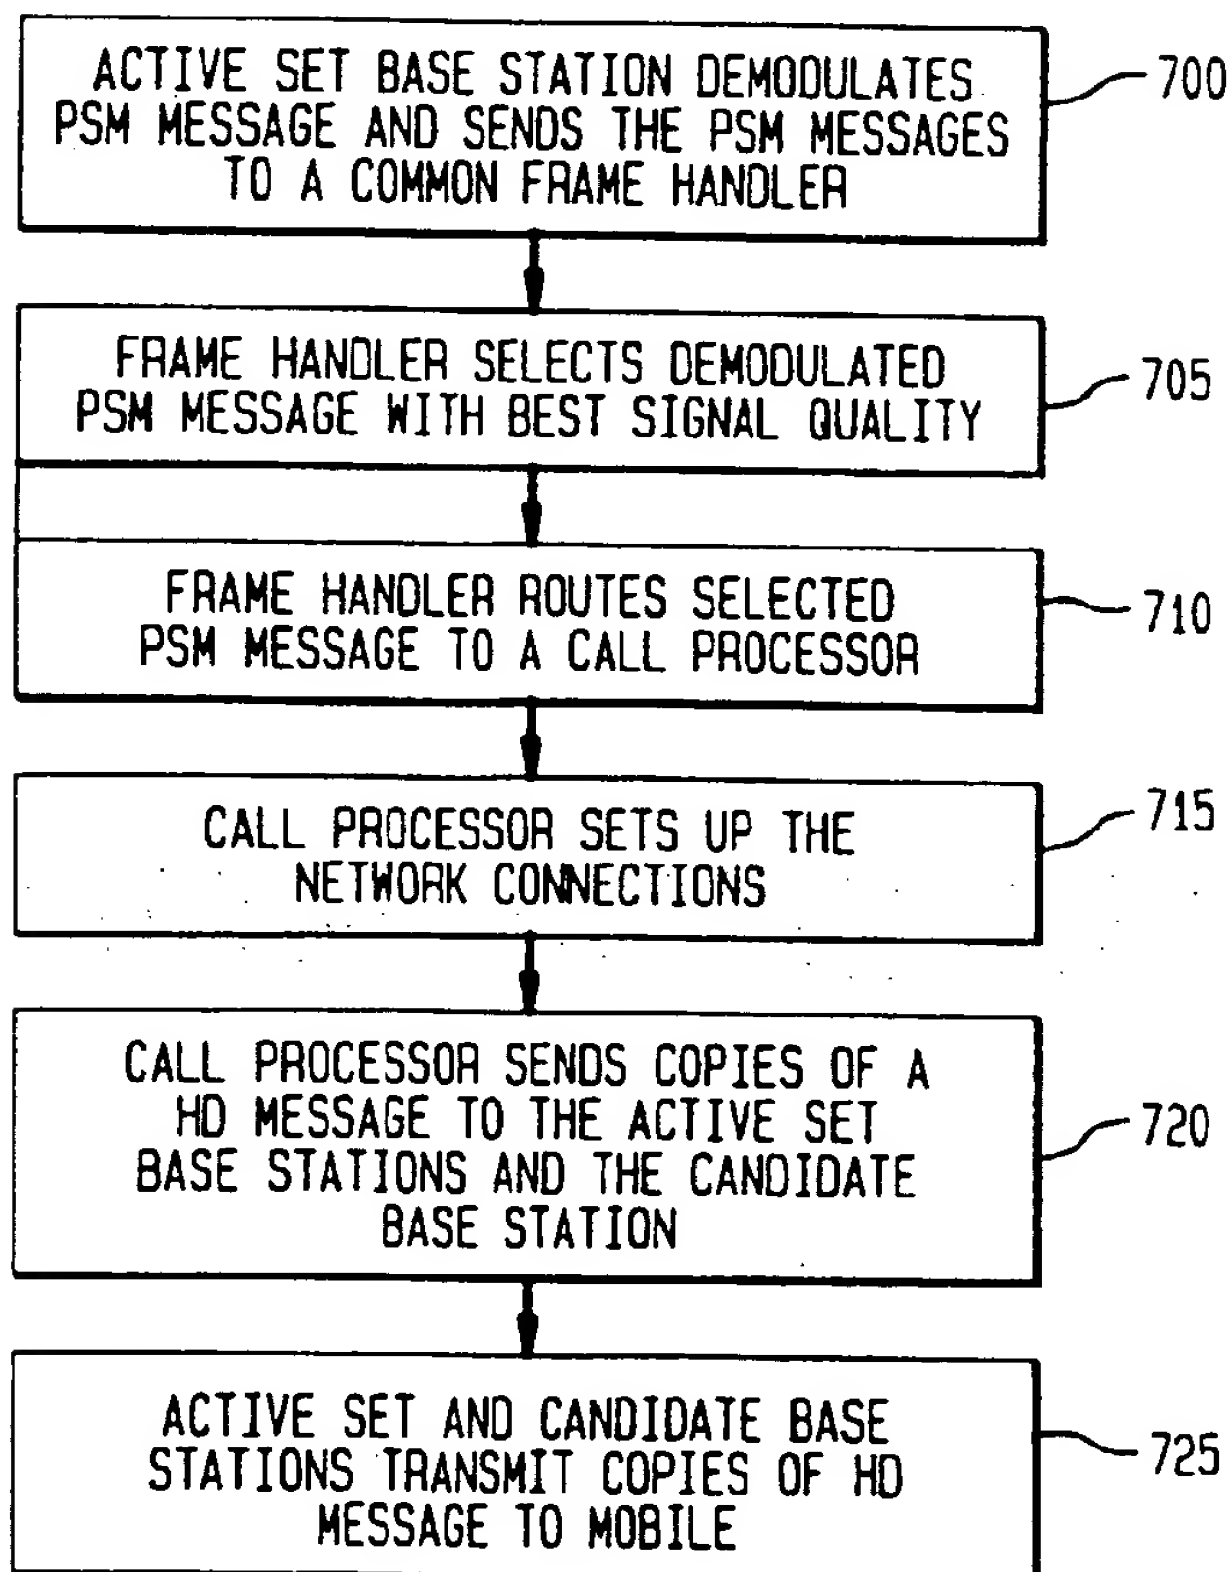 ACTIVE SET BASE STATION DEMODULATES
PSM MESSAGE AND SENDS THE PSM MESSAGES
TO A COMMON FRAME HANDLER
700
FRAME HANDLER SELECTS DEMODULATED
PSM MESSAGE WITH BEST SIGNAL QUALITY
705
FRAME HANDLER ROUTES SELECTED
PSM MESSAGE TO A CALL PROCESSOR
710
CALL PROCESSOR SETS UP THE
NETWORK CONNECTIONS
715
CALL PROCESSOR SENDS COPIES OF A
HD MESSAGE TO THE ACTIVE SET
BASE STATIONS AND THE CANDIDATE
BASE STATION
720
ACTIVE SET AND CANDIDATE BASE
STATIONS TRANSMIT COPIES OF HD
MESSAGE TO MOBILE
725